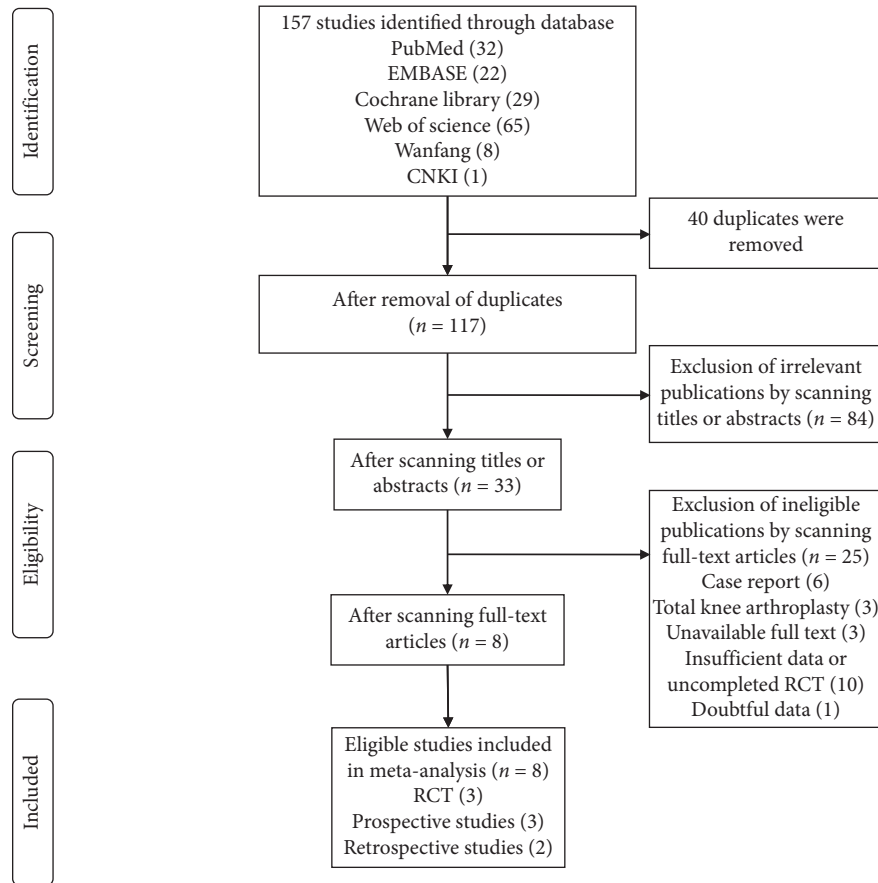 Identification
157 studies identified through database
PubMed (32)
EMBASE (22)
Cochrane library (29)
Web of science (65)
Wanfang (8)
CNKI (1)
40 duplicates were
removed
Screening
After removal of duplicates
(n = 117)
Exclusion of irrelevant
publications by scanning
titles or abstracts (n = 84)
Eligibility
After scanning titles or
abstracts (n = 33)
Exclusion of ineligible
publications by scanning
full-text articles (n = 25)
Case report (6)
Total knee arthroplasty (3)
Unavailable full text (3)
Insufficient data or
uncompleted RCT (10)
Doubtful data (1)
After scanning full-text
articles (n = 8)
Included
Eligible studies included
in meta-analysis (n = 8)
RCT (3)
Prospective studies (3)
Retrospective studies (2)